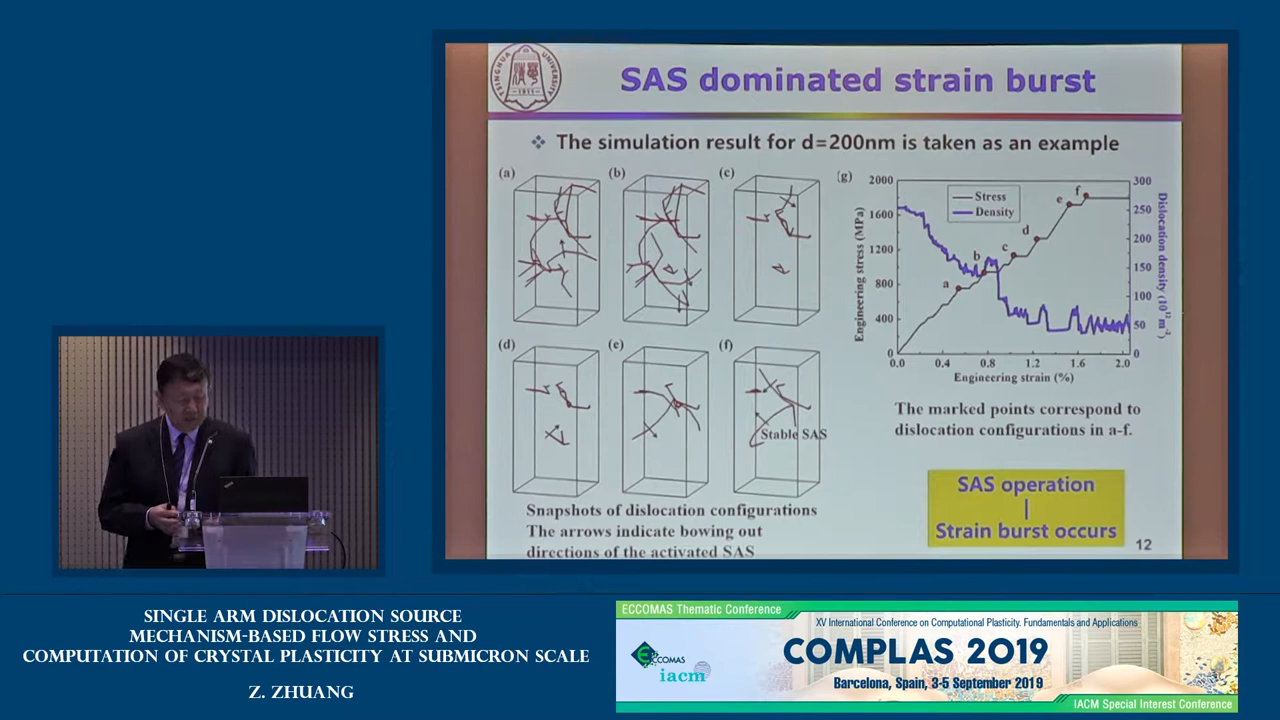 SAS dominated strain burst
TSINGHUA UNIVERSITY
-1911-
❖ The simulation result for d=200nm is taken as an example
(a)
(b)
(c)
(d)
(e)
(f)
Stable SAS
Snapshots of dislocation configurations
The arrows indicate bowing out
directions of the activated SAS
(g)
Stress
Density
a
b
c
d
e
f
Engineering stress (MPa)
2000
1600
1200
800
400
0
Dislocation density (10¹² m⁻²)
300
250
200
150
100
50
0
0.0 0.4 0.8 1.2 1.6 2.0
Engineering strain (%)
The marked points correspond to
dislocation configurations in a-f.
SAS operation
Strain burst occurs
12
SINGLE ARM DISLOCATION SOURCE
MECHANISM-BASED FLOW STRESS AND
COMPUTATION OF CRYSTAL PLASTICITY AT SUBMICRON SCALE
Z. ZHUANG
ECCOMAS Thematic Conference
XV International Conference on Computational Plasticity. Fundamentals and Applications
ECCOMAS
iacm
COMPLAS 2019
Barcelona, Spain, 3-5 September 2019
IACM Special Interest Conference